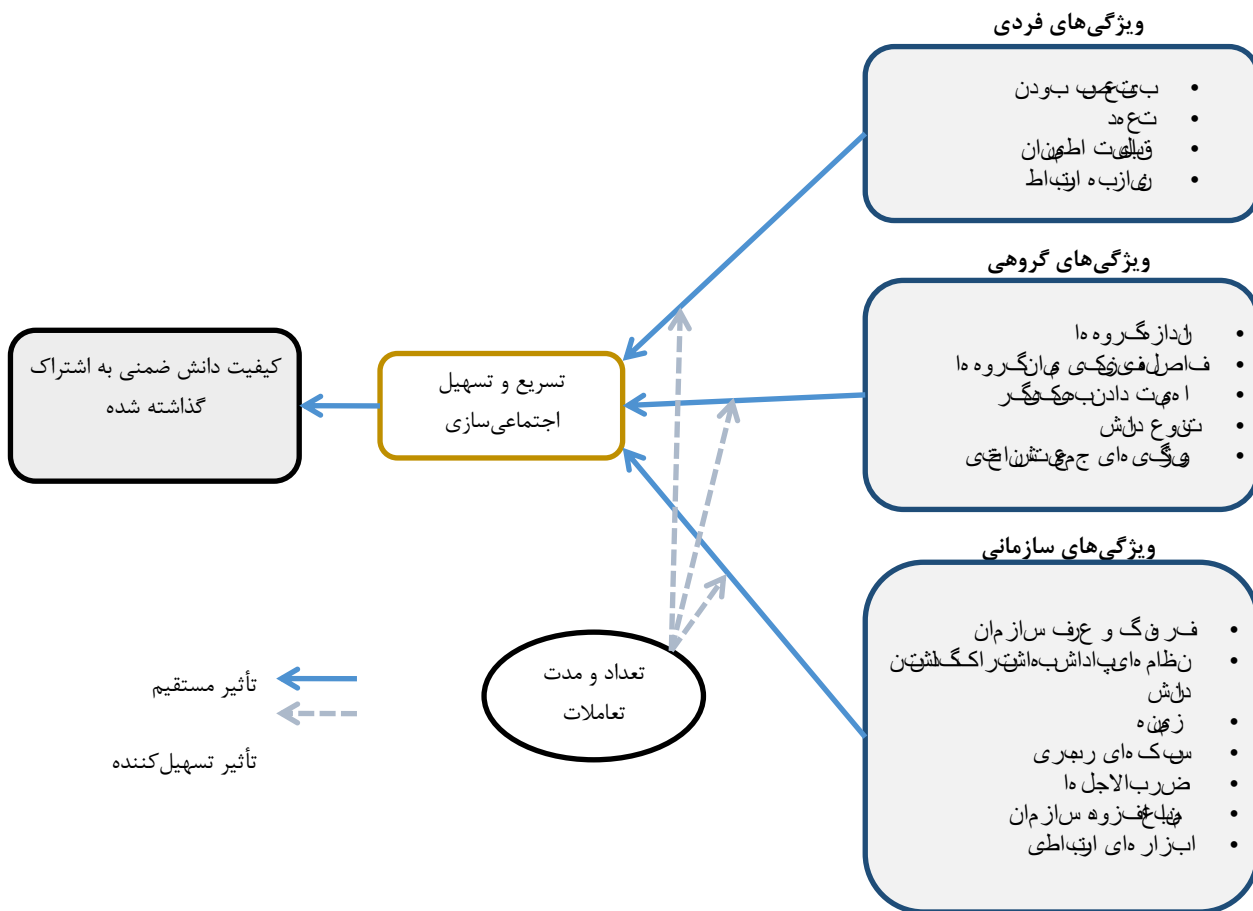 ویژگی‌های فردی
• بی‌تعصب بودن
• تعهد
• قابلیت اطمینان
• نیاز به ارتباط
ویژگی‌های گروهی
• اندازه گروه‌ها
• فاصله فیزیکی میان گروه‌ها
• اهمیت دادن به یکدیگر
• تنوع دانش
• ویژگی‌های جمعیت‌شناختی
ویژگی‌های سازمانی
• فرهنگ و عرف سازمان
• نظام‌های پاداش به اشتراک گذاشتن
دانش
• زمینه
• سبک‌های رهبری
• ضرب‌الاجل‌ها
• منابع افزوده سازمان
• ابزارهای ارتباطی
تسریع و تسهیل
اجتماعی‌سازی
کیفیت دانش ضمنی به اشتراک
گذاشته شده
تعداد و مدت
تعاملات
تأثیر مستقیم
تأثیر تسهیل‌کننده